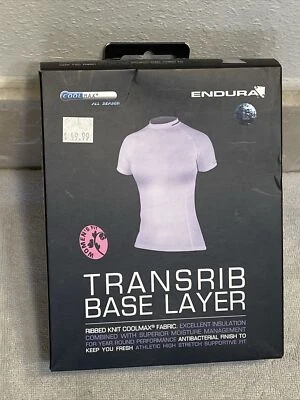 COOLMAX®
ALL SEASON
ENDURA
$ 49.99
WOMEN'S FIT
TRANSRIB
BASE LAYER
RIBBED KNIT COOLMAX® FABRIC. EXCELLENT INSULATION
COMBINED WITH SUPERIOR MOISTURE MANAGEMENT
FOR YEAR ROUND PERFORMANCE ANTIBACTERIAL FINISH TO
KEEP YOU FRESH ATHLETIC HIGH STRETCH SUPPORTIVE FIT